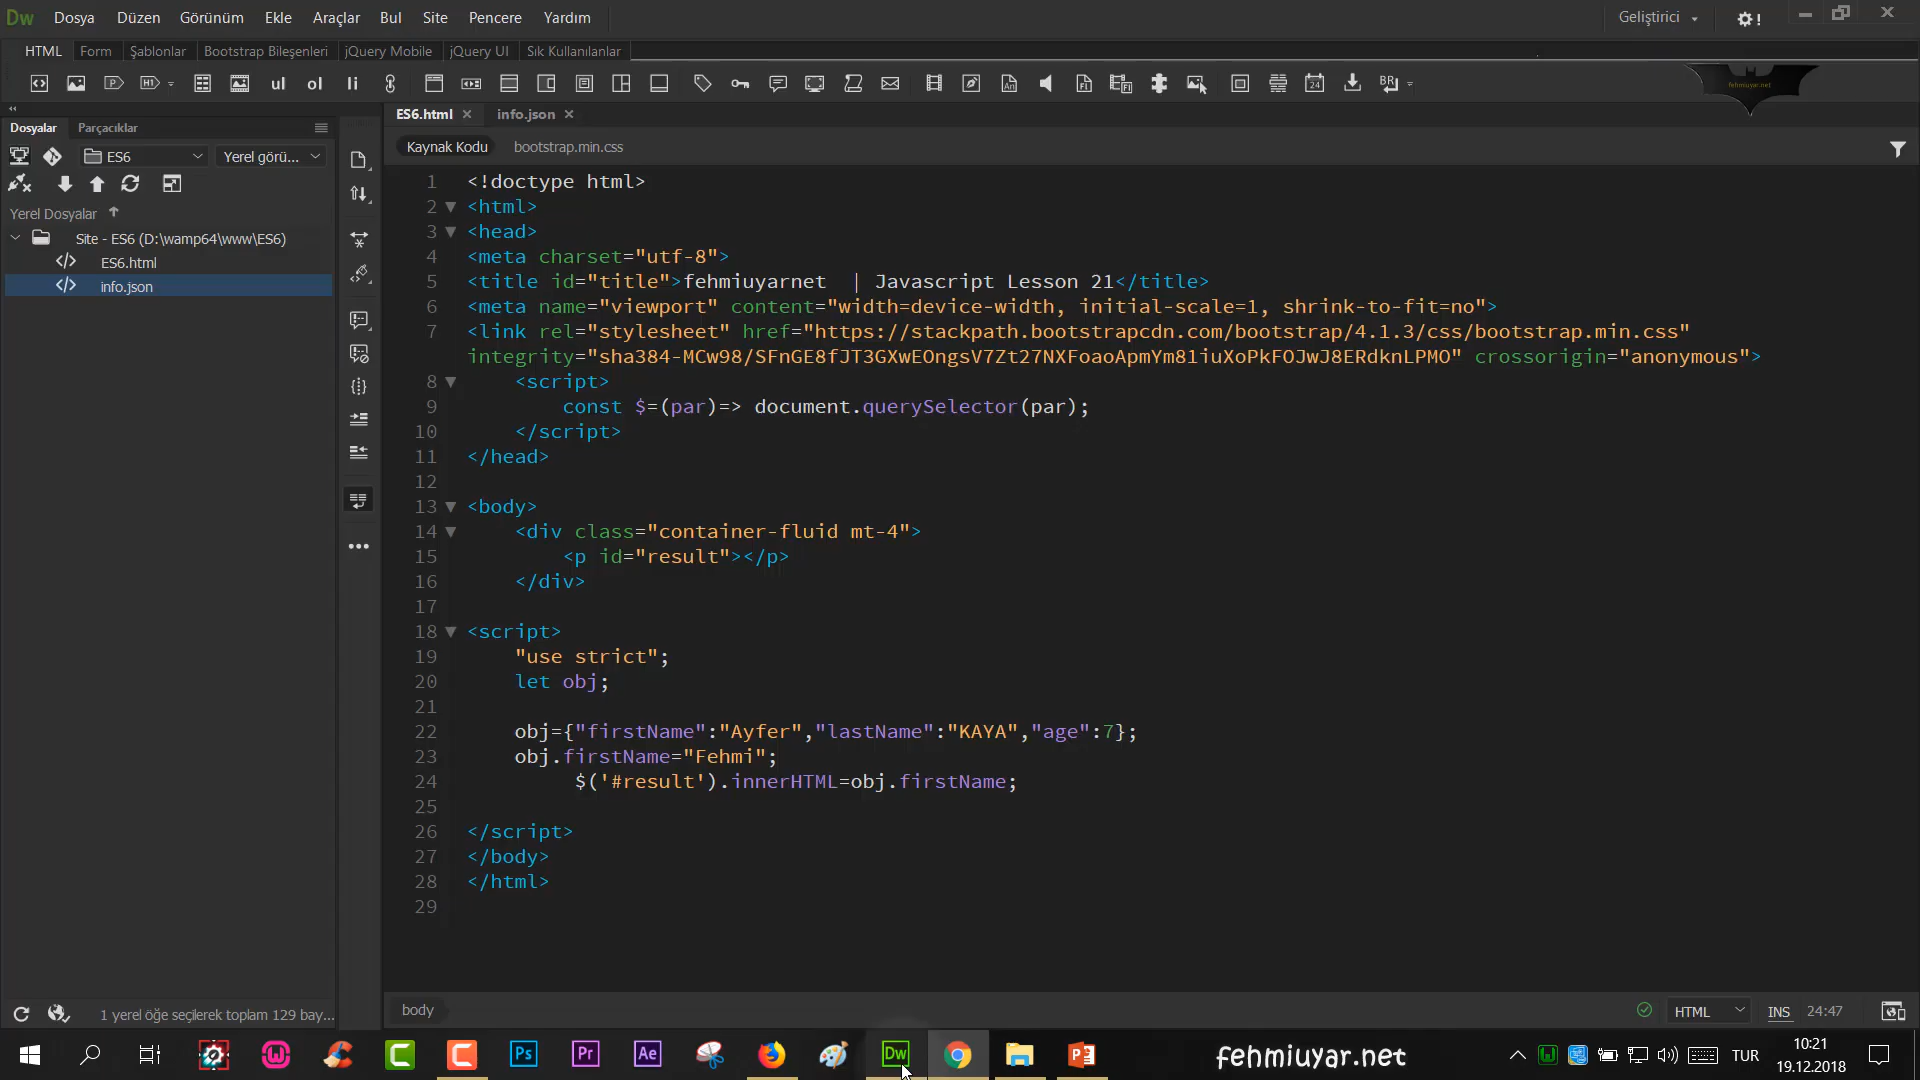 Dw Dosya Düzen Görünüm Ekle Araçlar Bul Site Pencere Yardım Geliştirici
HTML Form Şablonlar Bootstrap Bileşenleri jQuery Mobile jQuery UI Sık Kullanılanlar
ul ol li
fehmiuyar.net
Dosyalar Parçacıklar
ES6.html info.json
Kaynak Kodu bootstrap.min.css
ES6 Yerel görü...
Yerel Dosyalar
Site - ES6 (D:\wamp64\www\ES6)
ES6.html
info.json
1 <!doctype html>
2 <html>
3 <head>
4 <meta charset="utf-8">
5 <title id="title">fehmiuyarnet | Javascript Lesson 21</title>
6 <meta name="viewport" content="width=device-width, initial-scale=1, shrink-to-fit=no">
7 <link rel="stylesheet" href="https://stackpath.bootstrapcdn.com/bootstrap/4.1.3/css/bootstrap.min.css"
integrity="sha384-MCw98/SFnGE8fJT3GXwEOngsV7Zt27NXFoaoApmYm81iuXoPkFOJwJ8ERdknLPMO" crossorigin="anonymous">
8 <script>
9 const $=(par)=> document.querySelector(par);
10 </script>
11 </head>
12
13 <body>
14 <div class="container-fluid mt-4">
15 <p id="result"></p>
16 </div>
17
18 <script>
19 "use strict";
20 let obj;
21
22 obj={"firstName":"Ayfer","lastName":"KAYA","age":7};
23 obj.firstName="Fehmi";
24 $('#result').innerHTML=obj.firstName;
25
26 </script>
27 </body>
28 </html>
29
1 yerel öğe seçilerek toplam 129 bay...
body HTML INS 24:47
Ps Pr Ae Dw fehmiuyar.net TUR 10:21
19.12.2018